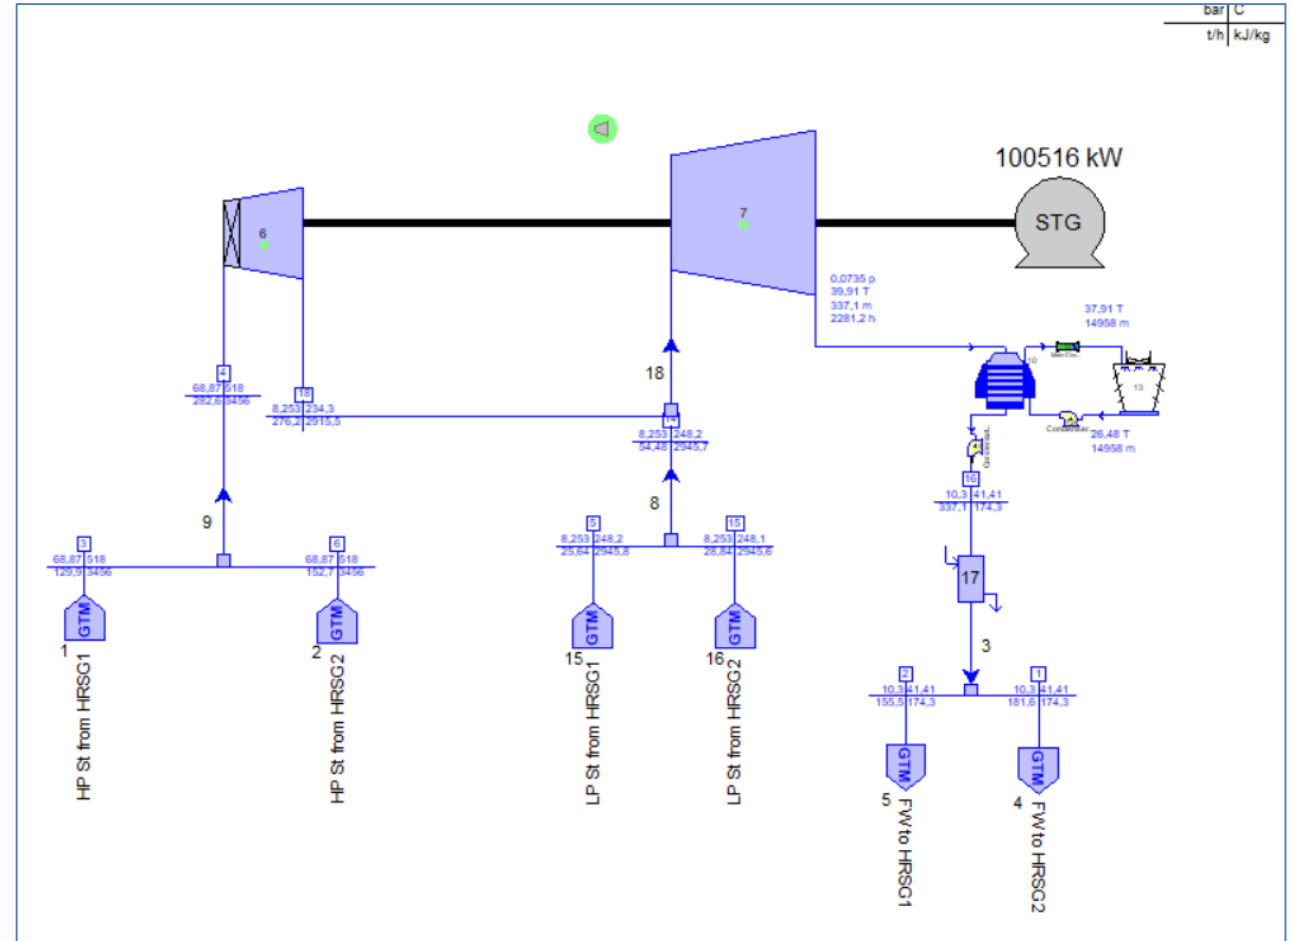 bar C
t/h kJ/kg
100516 kW
STG
6
7
0,0735 p
39,91 T
337,1 m
2281,2 h
37,91 T
14958 m
10
13
26,48 T
14958 m
4
68,87 518
282,6 3456
18
8,253 234,3
276,2 2915,5
18
14
8,253 248,2
54,48 2945,7
16
10,3 41,41
337,1 174,3
9
8
3
68,87 518
129,9 3456
6
68,87 518
152,7 3456
5
8,253 248,2
25,64 2945,8
15
8,253 248,1
28,84 2945,6
17
3
GTM
1
HP St from HRSG1
GTM
2
HP St from HRSG2
GTM
15
LP St from HRSG1
GTM
16
LP St from HRSG2
2
10,3 41,41
155,5 174,3
1
10,3 41,41
181,6 174,3
GTM
5
FW to HRSG1
GTM
4
FW to HRSG2